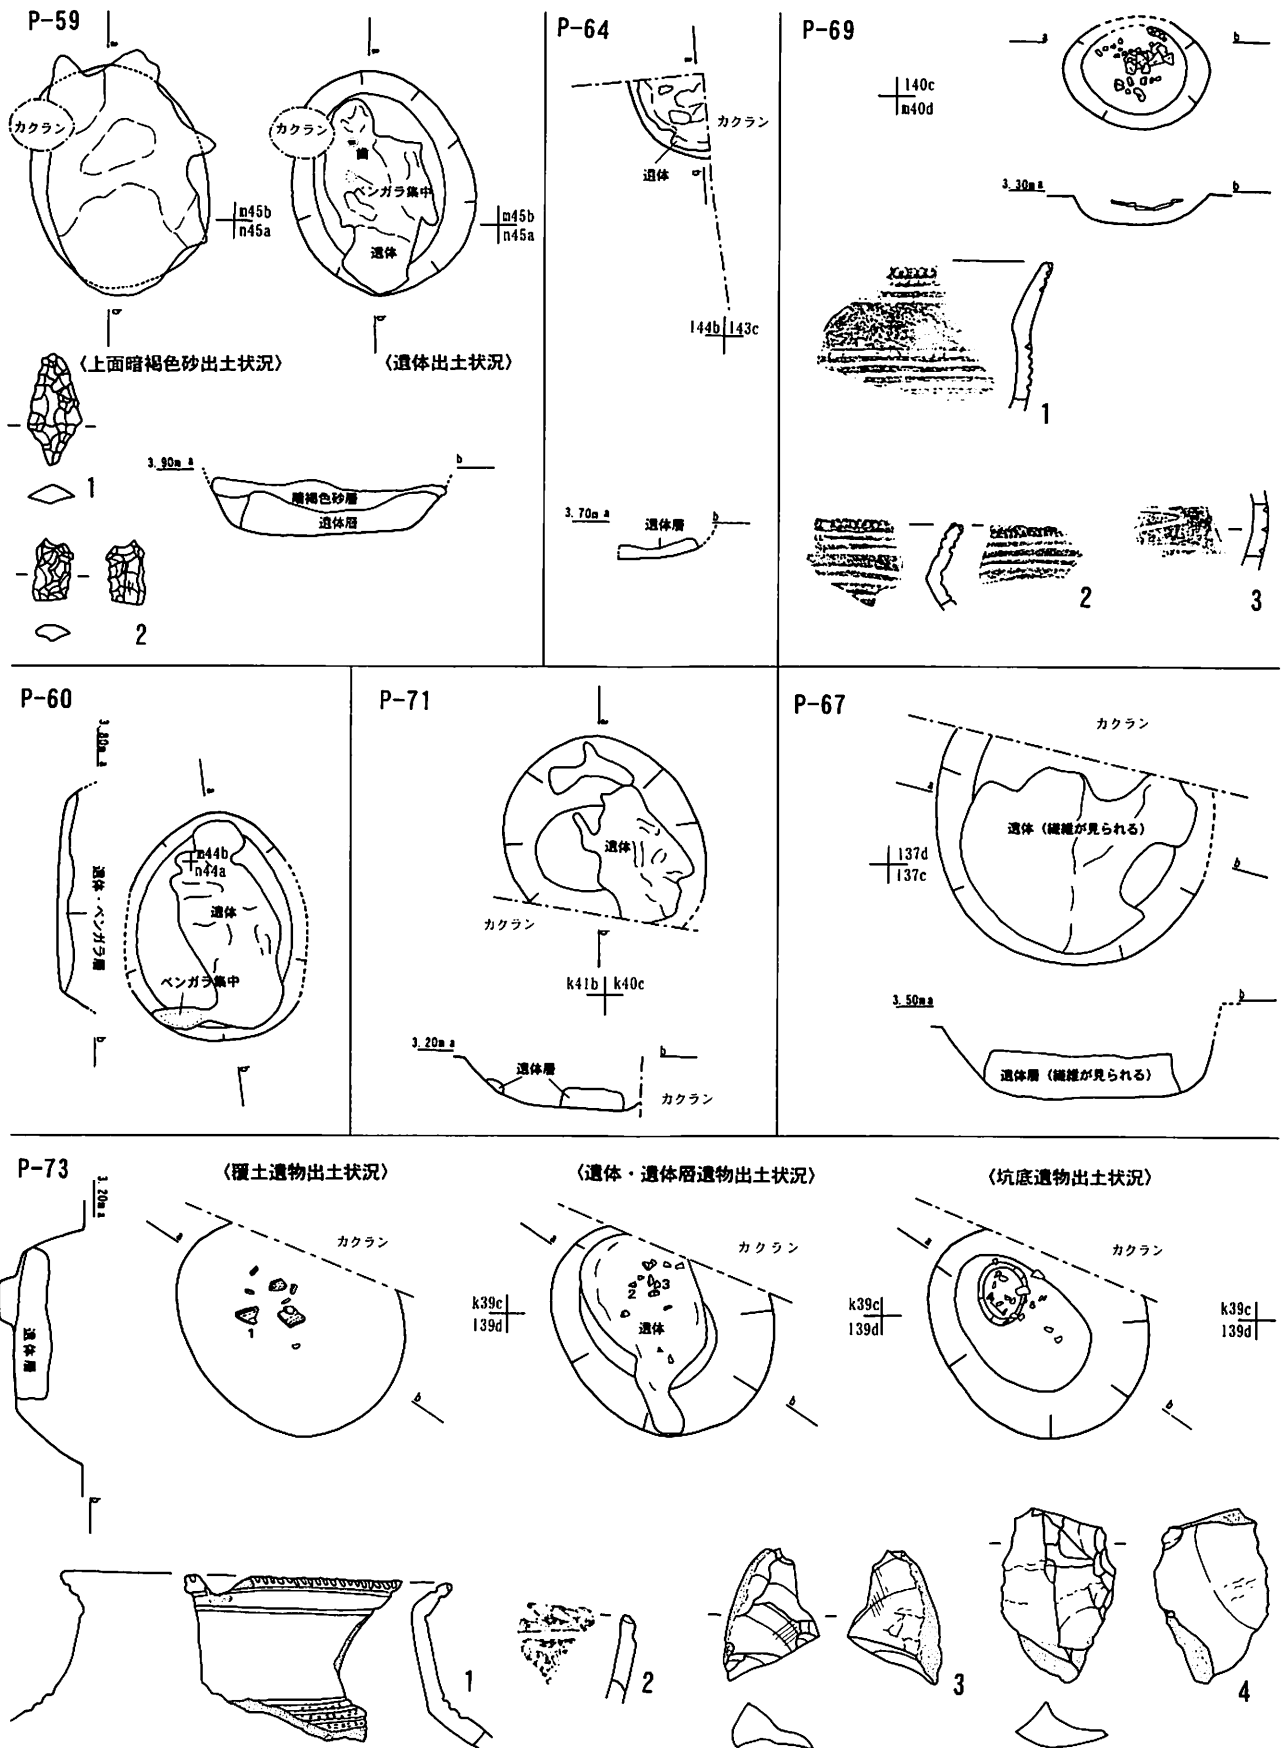 P-59
カクラン
m45b
n45a
カクラン
歯
ベンガラ集中
遺体
m45b
n45a
〈上面暗褐色砂出土状況〉
〈遺体出土状況〉
1
2
3.90m a
b
暗褐色砂層
遺体層
P-64
a
カクラン
遺体
b
144b 143c
3.70m a
遺体層
b
P-69
a
b
140c
m40d
3.30m a
b
1
2
3
P-60
3.80m a
遺体・ベンガラ層
b
a
m44b
n44a
遺体
ベンガラ集中
b
P-71
a
遺体
カクラン
b
k41b k40c
3.20m a
遺体層
b
カクラン
P-67
カクラン
a
遺体（繊維が見られる）
b
137d
137c
3.50m a
b
遺体層（繊維が見られる）
P-73
3.20m a
遺体層
b
〈覆土遺物出土状況〉
a
カクラン
1
b
k39c
139d
〈遺体・遺体層遺物出土状況〉
a
カクラン
2
3
遺体
b
k39c
139d
〈坑底遺物出土状況〉
a
カクラン
4
b
k39c
139d
1
2
3
4